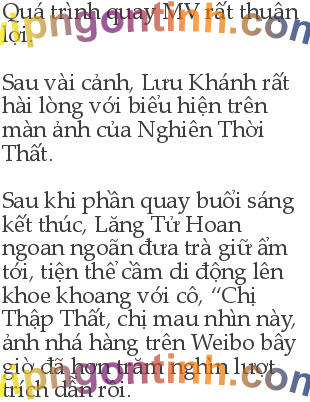 Quá trình quay MV rất thuận
lợi.
Sau vài cảnh, Lưu Khánh rất
hài lòng với biểu hiện trên
màn ảnh của Nghiên Thời
Thất.
Sau khi phần quay buổi sáng
kết thúc, Lăng Tử Hoan
ngoan ngoãn đưa trà giữ ẩm
tới, tiện thể cầm di động lên
khoe khoang với cô, “Chị
Thập Thất, chị mau nhìn này,
ảnh nhá hàng trên Weibo bây
giờ đã hơn trăm nghìn lượt
trích dẫn rồi.